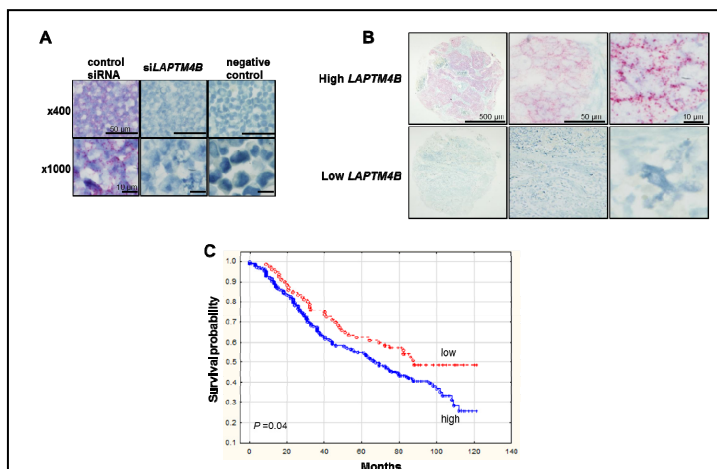 A
control siRNA
siLAPTM4B
negative control
x400
50 µm
x1000
10 µm
B
High LAPTM4B
500 µm
50 µm
10 µm
Low LAPTM4B
C
Survival probability
1.0
0.9
0.8
0.7
0.6
0.5
0.4
0.3
0.2
0.1
low
high
P =0.04
0 20 40 60 80 100 120 140
Months